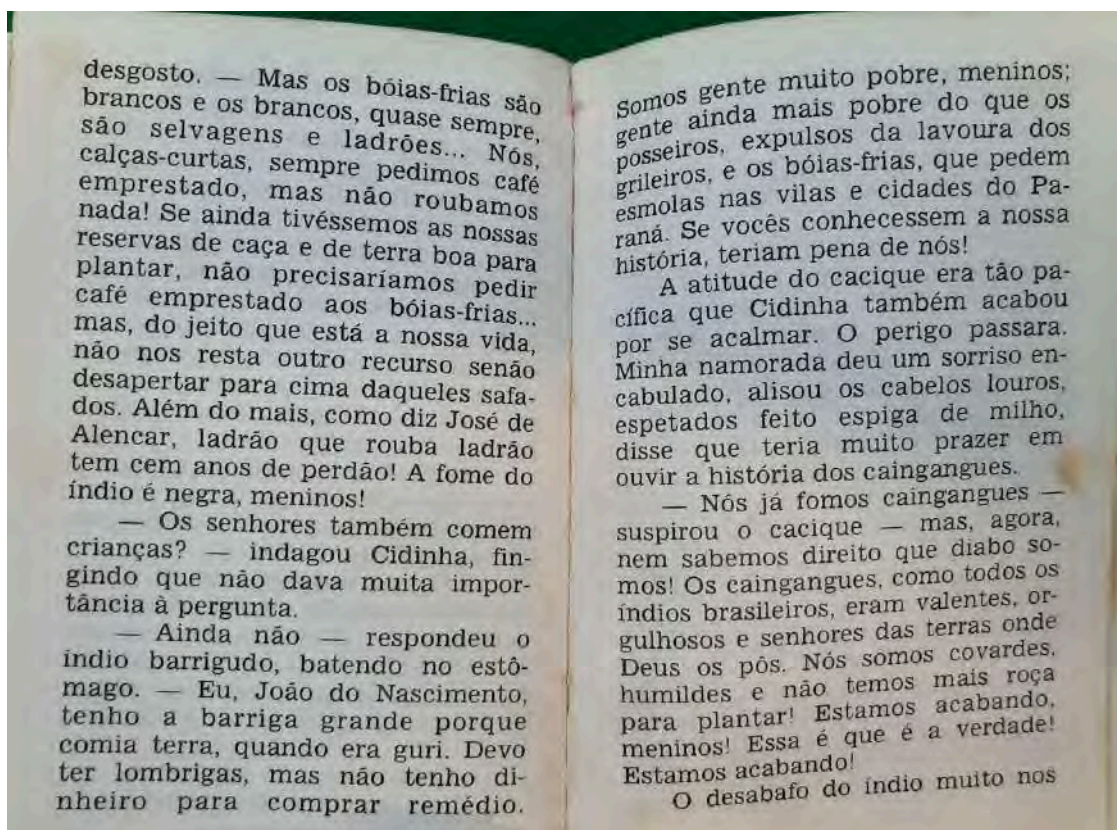 desgosto. — Mas os bóias-frias são
brancos e os brancos, quase sempre,
são selvagens e ladrões... Nós,
calças-curtas, sempre pedimos café
emprestado, mas não roubamos
nada! Se ainda tivéssemos as nossas
reservas de caça e de terra boa para
plantar, não precisaríamos pedir
café emprestado aos bóias-frias...
mas, do jeito que está a nossa vida,
não nos resta outro recurso senão
desapertar para cima daqueles safa-
dos. Além do mais, como diz José de
Alencar, ladrão que rouba ladrão
tem cem anos de perdão! A fome do
índio é negra, meninos!
— Os senhores também comem
crianças? — indagou Cidinha, fin-
gindo que não dava muita impor-
tância à pergunta.
— Ainda não — respondeu o
índio barrigudo, batendo no estô-
mago. — Eu, João do Nascimento,
tenho a barriga grande porque
comia terra, quando era guri. Devo
ter lombrigas, mas não tenho di-
nheiro para comprar remédio.
Somos gente muito pobre, meninos;
gente ainda mais pobre do que os
posseiros, expulsos da lavoura dos
grileiros, e os bóias-frias, que pedem
esmolas nas vilas e cidades do Pa-
raná. Se vocês conhecessem a nossa
história, teriam pena de nós!
A atitude do cacique era tão pa-
cífica que Cidinha também acabou
por se acalmar. O perigo passara.
Minha namorada deu um sorriso en-
cabulado, alisou os cabelos louros,
espetados feito espiga de milho,
disse que teria muito prazer em
ouvir a história dos caingangues.
— Nós já fomos caingangues —
suspirou o cacique — mas, agora,
nem sabemos direito que diabo so-
mos! Os caingangues, como todos os
índios brasileiros, eram valentes, or-
gulhosos e senhores das terras onde
Deus os pôs. Nós somos covardes,
humildes e não temos mais roça
para plantar! Estamos acabando,
meninos! Essa é que é a verdade!
Estamos acabando!
O desabafo do índio muito nos